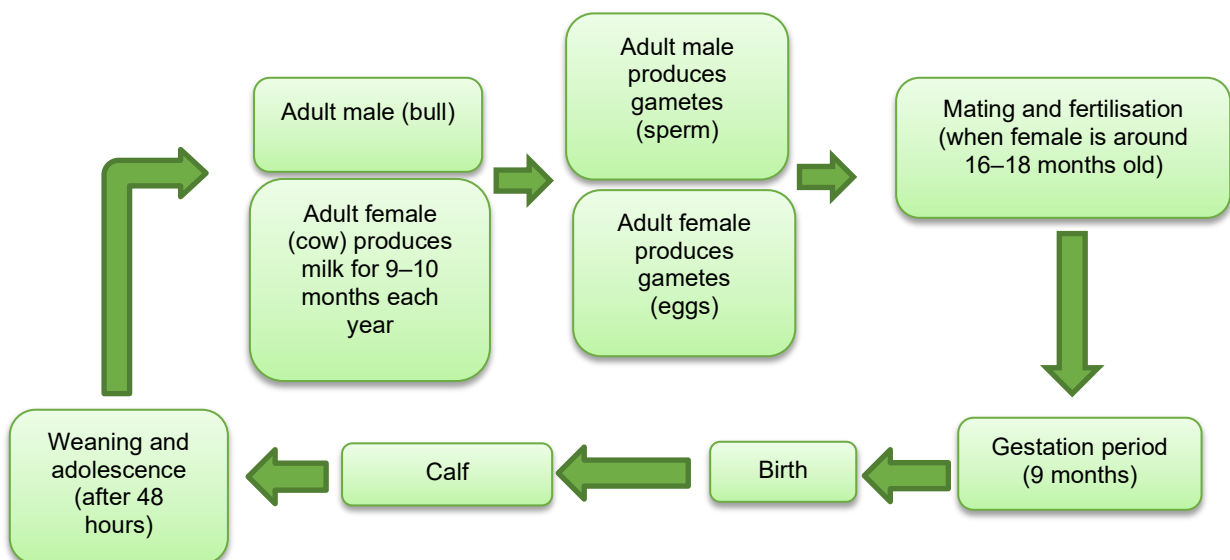 Adult male (bull)
Adult female
(cow) produces
milk for 9–10
months each
year
Adult male
produces
gametes
(sperm)
Adult female
produces
gametes
(eggs)
Mating and fertilisation
(when female is around
16–18 months old)
Gestation period
(9 months)
Birth
Calf
Weaning and
adolescence
(after 48
hours)